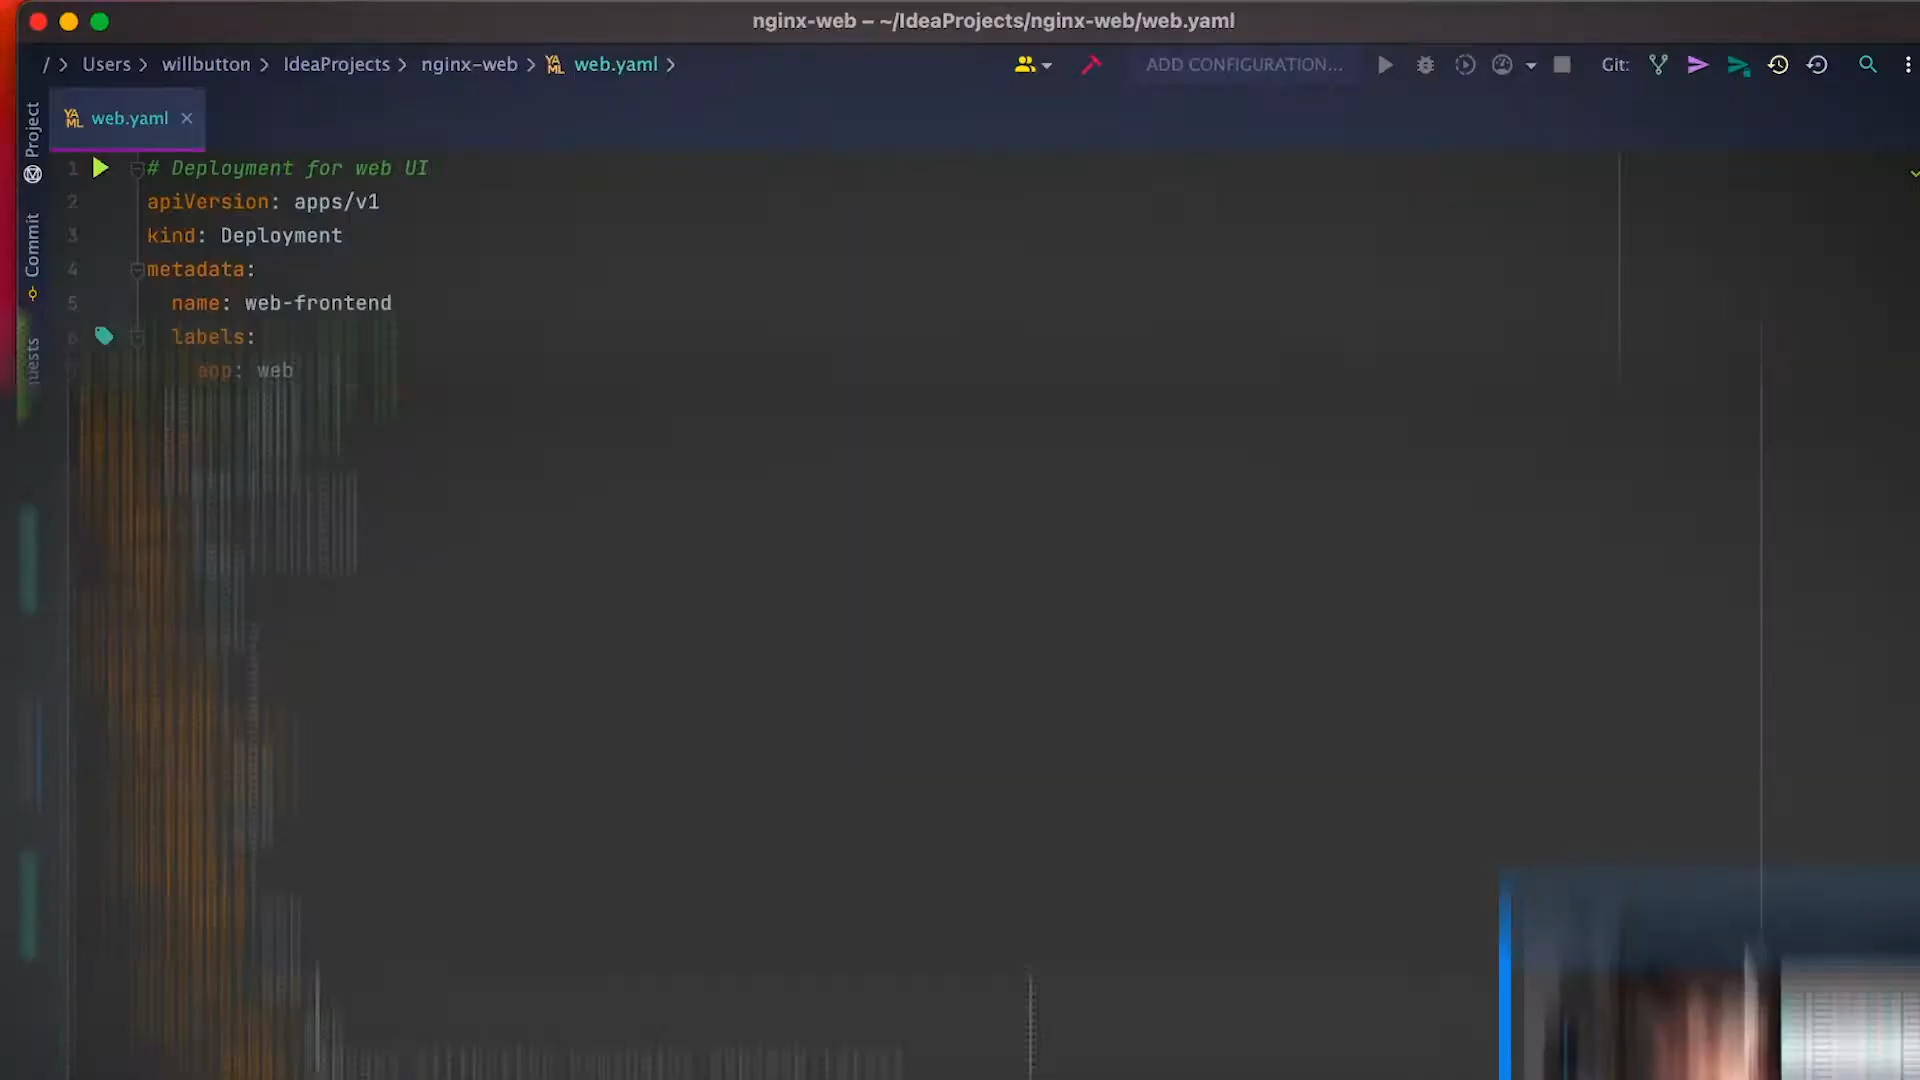 nginx-web – ~/IdeaProjects/nginx-web/web.yaml
/ > Users > willbutton > IdeaProjects > nginx-web > web.yaml >
ADD CONFIGURATION...
Git:
web.yaml
Project
Commit
1 # Deployment for web UI
2 apiVersion: apps/v1
3 kind: Deployment
4 metadata:
5 name: web-frontend
6 labels:
app: web